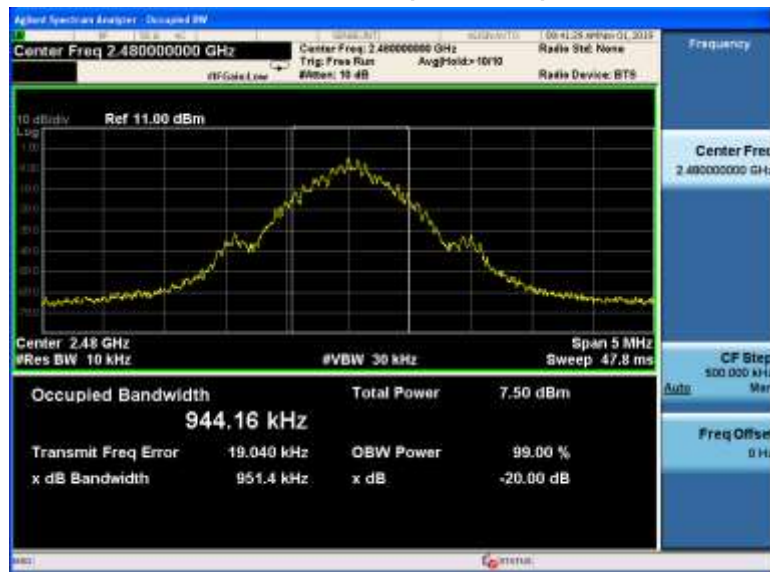 Agilent Spectrum Analyzer - Occupied BW
Center Freq 2.480000000 GHz
#IFGain:Low
Center Freq: 2.480000000 GHz
Trig: Free Run
Avg|Hold:> 10/10
#Atten: 10 dB
Radio Std: None
Radio Device: BTS
Frequency
10 dB/div
Ref 11.00 dBm
Log
Center Freq
2.480000000 GHz
Center 2.48 GHz
Span 5 MHz
#Res BW 10 kHz
#VBW 30 kHz
Sweep 47.8 ms
CF Step
500.000 kHz
Auto
Man
Occupied Bandwidth
944.16 kHz
Total Power
7.50 dBm
Transmit Freq Error
19.040 kHz
OBW Power
99.00 %
x dB Bandwidth
951.4 kHz
x dB
-20.00 dB
Freq Offset
0 Hz
MSG
STATUS